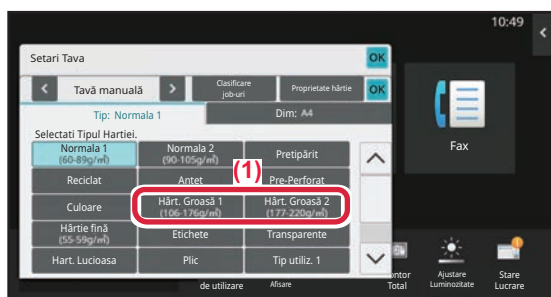 10:49
Setari Tava
OK
Tavă manuală
Clasificare
job-uri
Proprietate hârtie
OK
Tip: Normala 1
Dim: A4
Selectati Tipul Hartiei.
Normala 1
(60-89g/㎡)
Normala 2
(90-105g/㎡)
Pretipărit
Reciclat
Antet
(1)
Pre-Perforat
Culoare
Hârt. Groasă 1
(106-176g/㎡)
Hârt. Groasă 2
(177-220g/㎡)
Hârtie fină
(55-59g/㎡)
Etichete
Transparente
Hart. Lucioasa
Plic
Tip utiliz. 1
Fax
de utilizare
Afisare
Total
Ajustare
Luminozitate
Stare
Lucrare